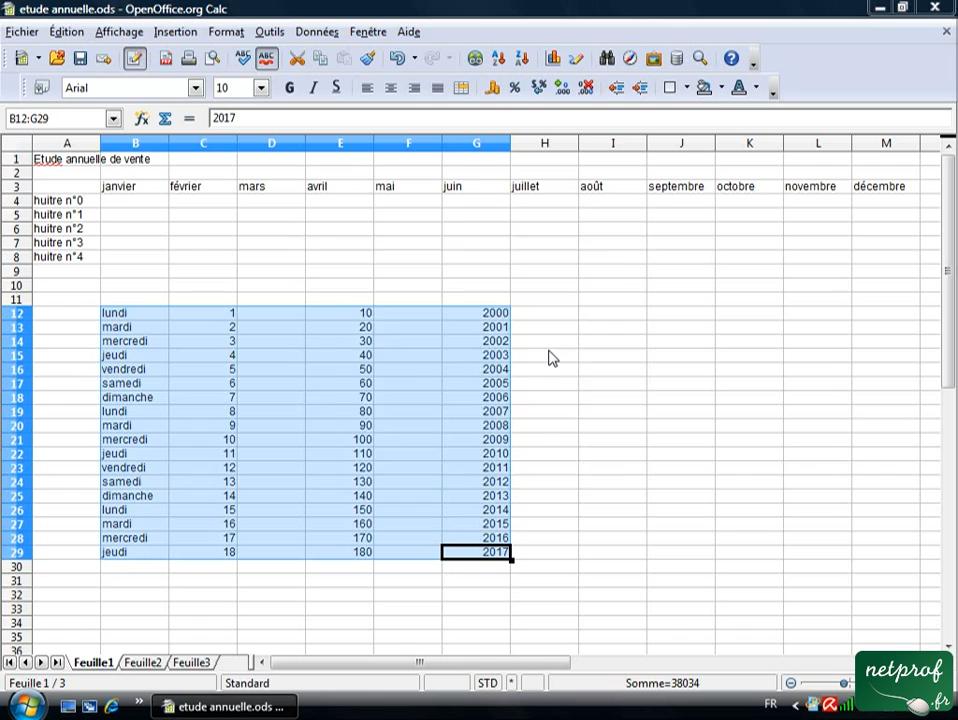 etude annuelle.ods - OpenOffice.org Calc
Fichier Édition Affichage Insertion Format Outils Données Fenêtre Aide
Arial 10 G I S
B12:G29 2017
A B C D E F G H I J K L M
1 Etude annuelle de vente
2
3 janvier février mars avril mai juin juillet août septembre octobre novembre décembre
4 huitre n°0
5 huitre n°1
6 huitre n°2
7 huitre n°3
8 huitre n°4
9
10
11
12 lundi 1 10 2000
13 mardi 2 20 2001
14 mercredi 3 30 2002
15 jeudi 4 40 2003
16 vendredi 5 50 2004
17 samedi 6 60 2005
18 dimanche 7 70 2006
19 lundi 8 80 2007
20 mardi 9 90 2008
21 mercredi 10 100 2009
22 jeudi 11 110 2010
23 vendredi 12 120 2011
24 samedi 13 130 2012
25 dimanche 14 140 2013
26 lundi 15 150 2014
27 mardi 16 160 2015
28 mercredi 17 170 2016
29 jeudi 18 180 2017
30
31
32
33
34
35
36
Feuille1 Feuille2 Feuille3
Feuille 1 / 3 Standard STD * Somme=38034
etude annuelle.ods ... FR
netprof
.fr